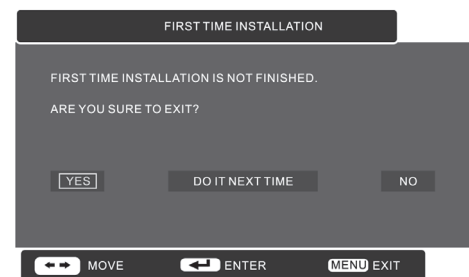 FIRST TIME INSTALLATION
FIRST TIME INSTALLATION IS NOT FINISHED.
ARE YOU SURE TO EXIT?
YES DO IT NEXT TIME NO
MOVE ENTER MENU EXIT